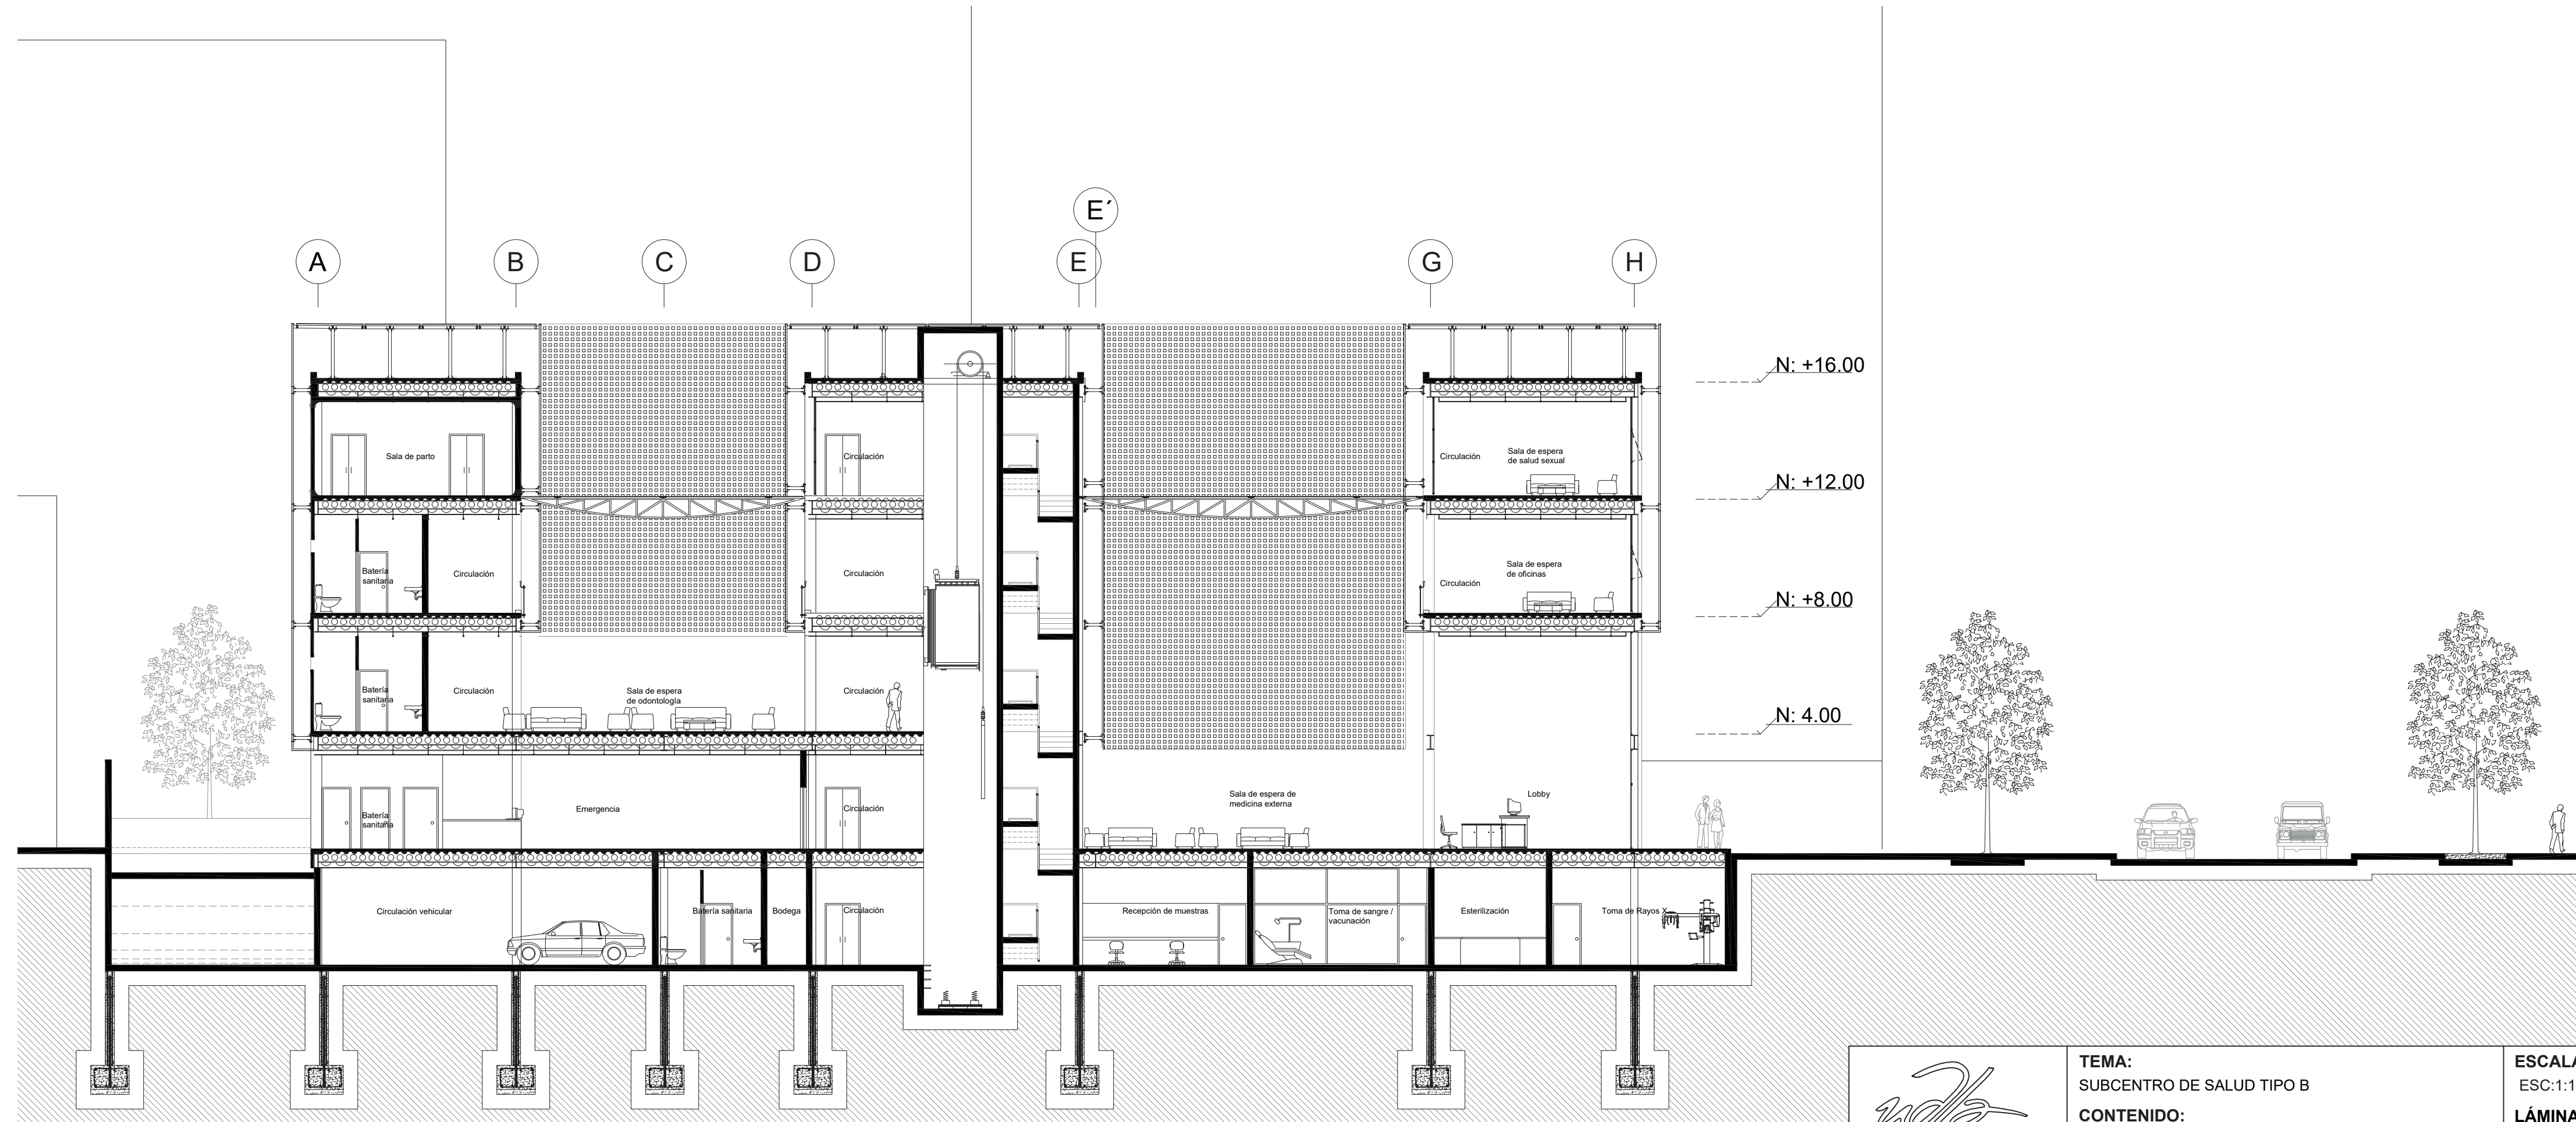 E´
A
B
C
D
E
G
H
N: +16.00
Sala de parto
Circulación
Circulación
Sala de espera
de salud sexual
N: +12.00
Batería
sanitaria
Circulación
Circulación
Circulación
Sala de espera
de oficinas
N: +8.00
Batería
sanitaria
Circulación
Sala de espera
de odontología
Circulación
N: 4.00
Batería
sanitaria
Emergencia
Circulación
Sala de espera de
medicina externa
Lobby
Circulación vehicular
Batería sanitaria
Bodega
Circulación
Recepción de muestras
Toma de sangre /
vacunación
Esterilización
Toma de Rayos X
TEMA:
SUBCENTRO DE SALUD TIPO B
CONTENIDO:
ESCALA
ESC:1:1
LÁMINA